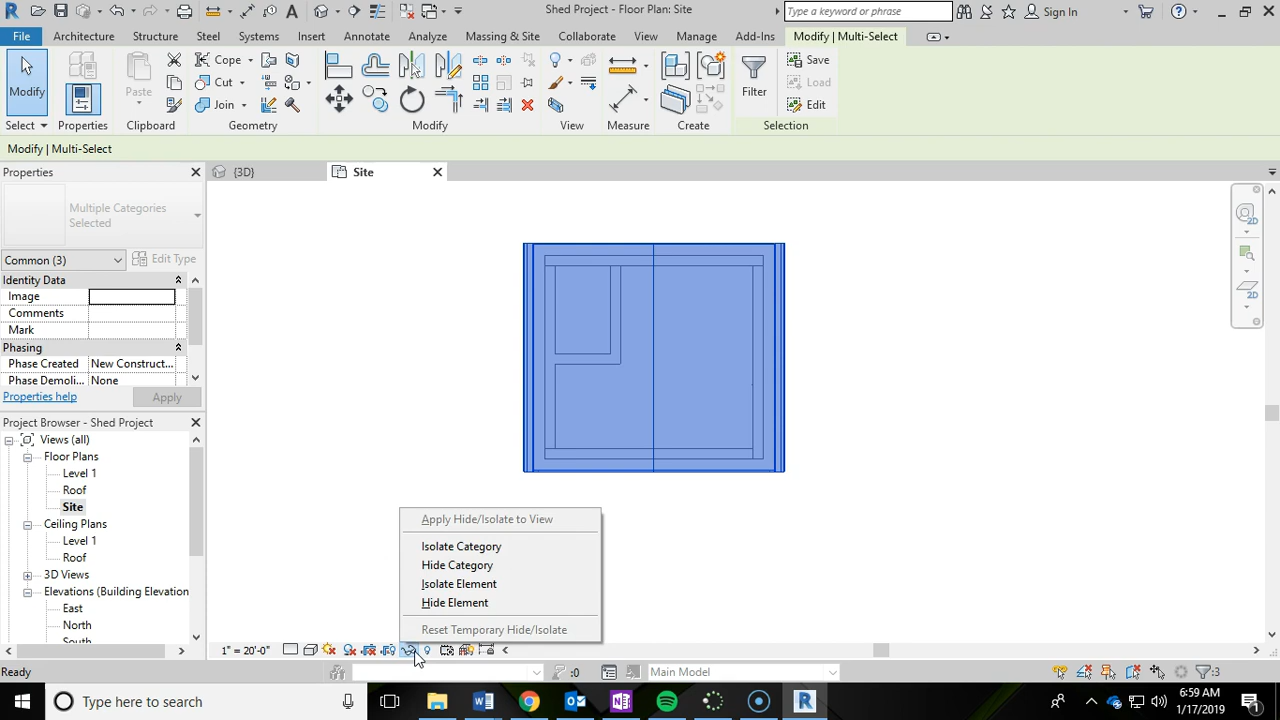 Shed Project - Floor Plan: Site
Type a keyword or phrase
Sign In
File
Architecture
Structure
Steel
Systems
Insert
Annotate
Analyze
Massing & Site
Collaborate
View
Manage
Add-Ins
Modify | Multi-Select
Modify
Paste
Cope
Cut
Join
Filter
Save
Load
Edit
Select
Properties
Clipboard
Geometry
Modify
View
Measure
Create
Selection
Modify | Multi-Select
Properties
{3D}
Site
Multiple Categories
Selected
Common (3)
Edit Type
Identity Data
Image
Comments
Mark
Phasing
Phase Created
New Construct...
Phase Demoli...
None
Properties help
Apply
Project Browser - Shed Project
Views (all)
Floor Plans
Level 1
Roof
Site
Ceiling Plans
Level 1
Roof
3D Views
Elevations (Building Elevation
East
North
South
2D
2D
Apply Hide/Isolate to View
Isolate Category
Hide Category
Isolate Element
Hide Element
Reset Temporary Hide/Isolate
1" = 20'-0"
Ready
:0
Main Model
:3
Type here to search
6:59 AM
1/17/2019